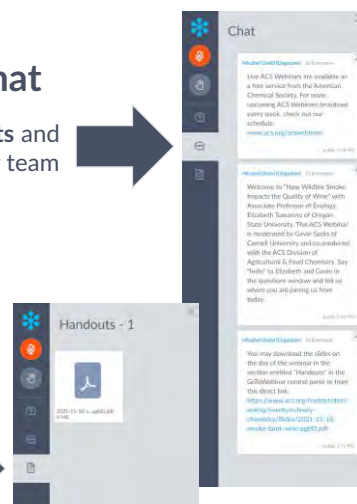 hat
ts and
team
Chat
(Organizer) to Everyone
Live ACS Webinars are available as
a free service from the American
Chemical Society. For more
upcoming ACS Webinars broadcast
every week, check out our
schedule:
www.acs.org/acswebinars
Welcome to "How Wildfire Smoke
Impacts the Quality of Wine" with
Associate Professor of Enology
Elizabeth Tomasino of Oregon
State University. This ACS Webinar
is moderated by Gavin Sacks of
Cornell University and co-produced
with the ACS Division of
Agricultural & Food Chemistry. Say
"hello" to Elizabeth and Gavin in
the questions window and tell us
where you are joining us from
today.
(Organizer) to Everyone
You may download the slides on
the day of the webinar in the
section entitled "Handouts" in the
GoToWebinar control panel or from
this direct link:
Handouts - 1